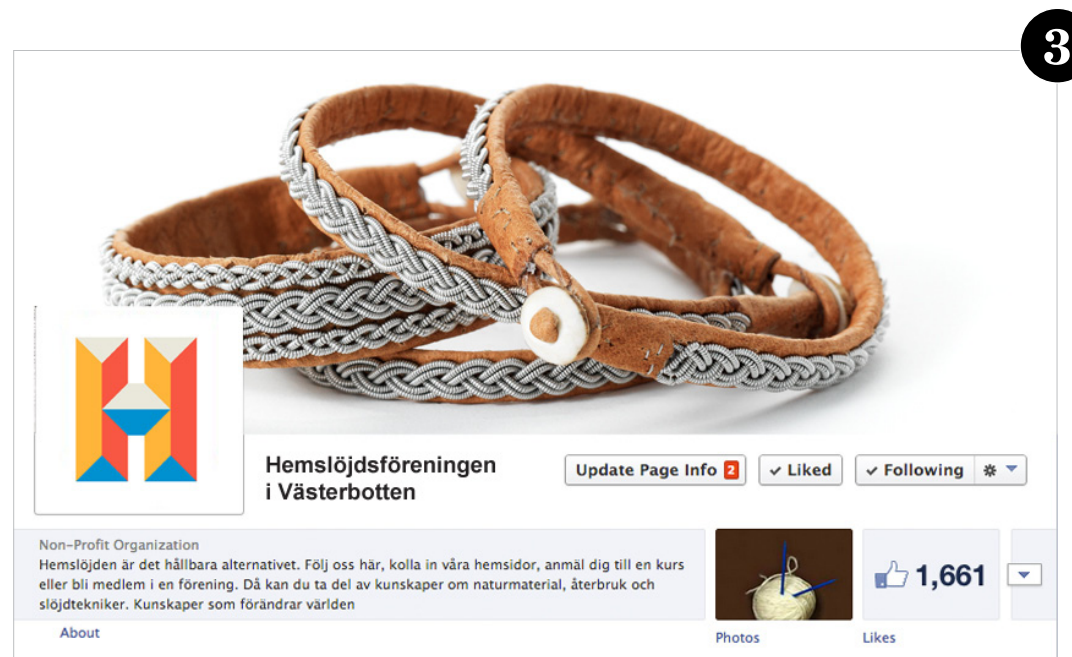 3
Hemslöjdsföreningen
i Västerbotten
Update Page Info 2
✓ Liked
✓ Following
Non-Profit Organization
Hemslöjden är det hållbara alternativet. Följ oss här, kolla in våra hemsidor, anmäl dig till en kurs
eller bli medlem i en förening. Då kan du ta del av kunskaper om naturmaterial, återbruk och
slöjdtekniker. Kunskaper som förändrar världen
About
Photos
1,661
Likes